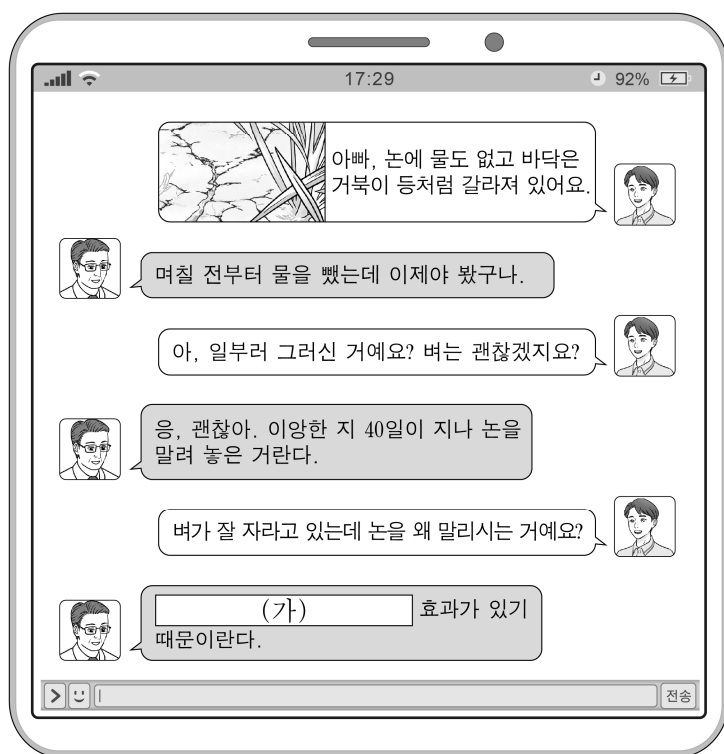 17:29
92%
아빠, 논에 물도 없고 바닥은
거북이 등처럼 갈라져 있어요.
며칠 전부터 물을 뺐는데 이제야 봤구나.
아, 일부러 그러신 거예요? 벼는 괜찮겠지요?
응, 괜찮아. 이앙한 지 40일이 지나 논을
말려 놓은 거란다.
벼가 잘 자라고 있는데 논을 왜 말리시는 거예요?
(가) 효과가 있기
때문이란다.
전송